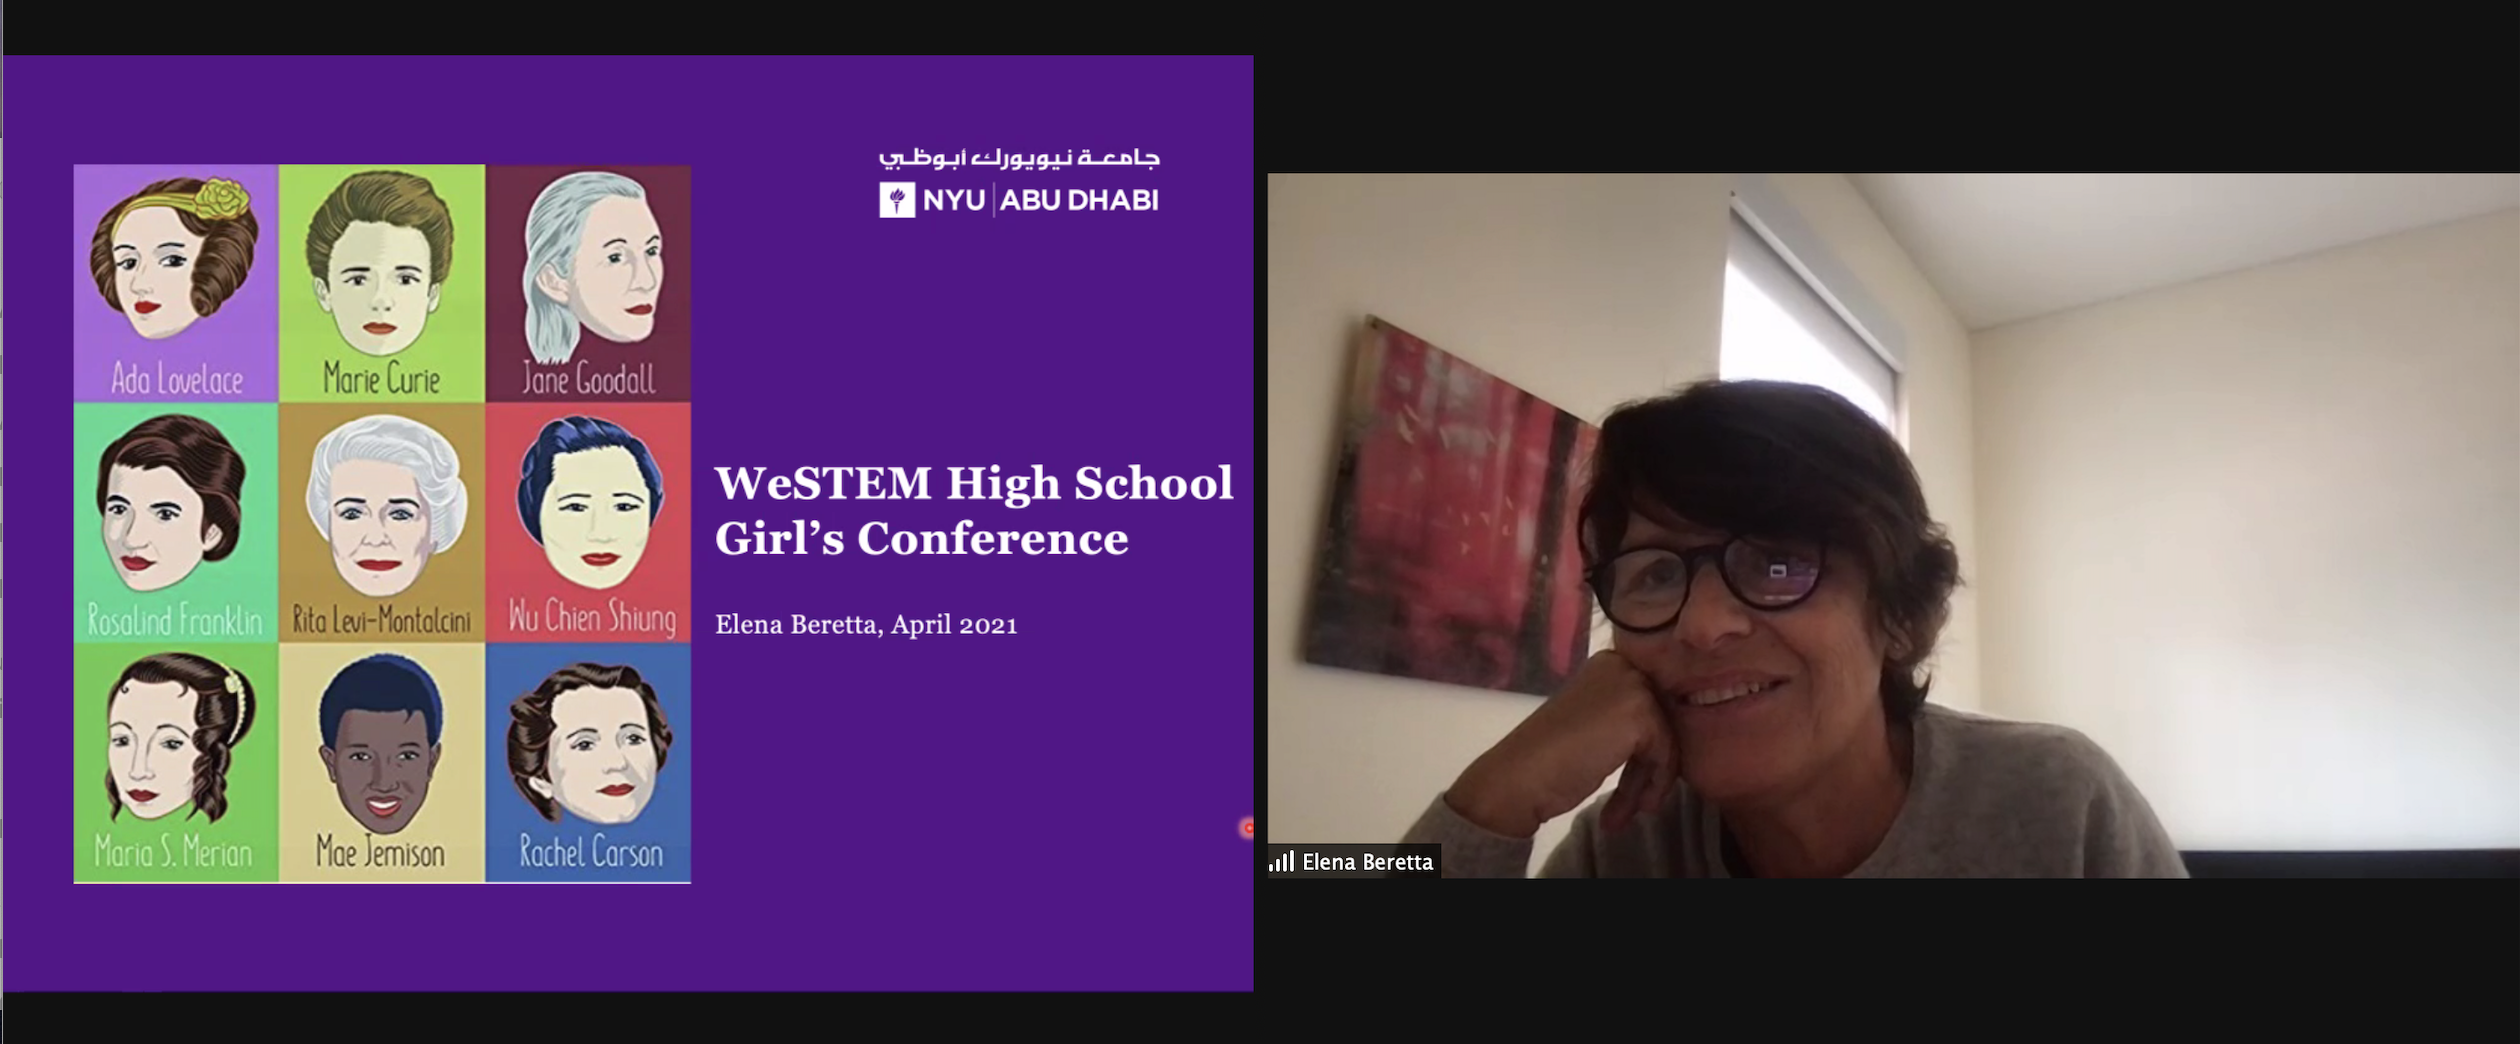 جامعة نيويورك أبوظبي
NYU | ABU DHABI
Ada Lovelace
Marie Curie
Jane Goodall
Rosalind Franklin
Rita Levi-Montalcini
Wu Chien Shiung
Maria S. Merian
Mae Jemison
Rachel Carson
WeSTEM High School
Girl’s Conference
Elena Beretta, April 2021
Elena Beretta